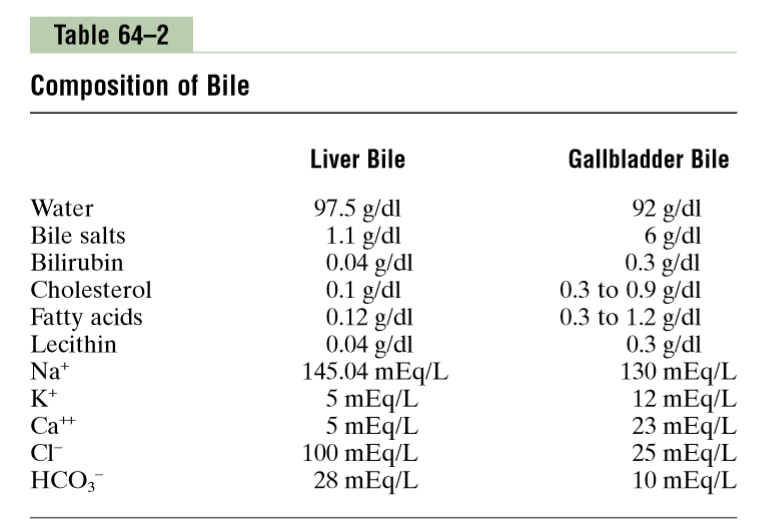 Table 64–2
Composition of Bile
Liver Bile Gallbladder Bile
Water 97.5 g/dl 92 g/dl
Bile salts 1.1 g/dl 6 g/dl
Bilirubin 0.04 g/dl 0.3 g/dl
Cholesterol 0.1 g/dl 0.3 to 0.9 g/dl
Fatty acids 0.12 g/dl 0.3 to 1.2 g/dl
Lecithin 0.04 g/dl 0.3 g/dl
Na⁺ 145.04 mEq/L 130 mEq/L
K⁺ 5 mEq/L 12 mEq/L
Ca⁺⁺ 5 mEq/L 23 mEq/L
Cl⁻ 100 mEq/L 25 mEq/L
HCO₃⁻ 28 mEq/L 10 mEq/L